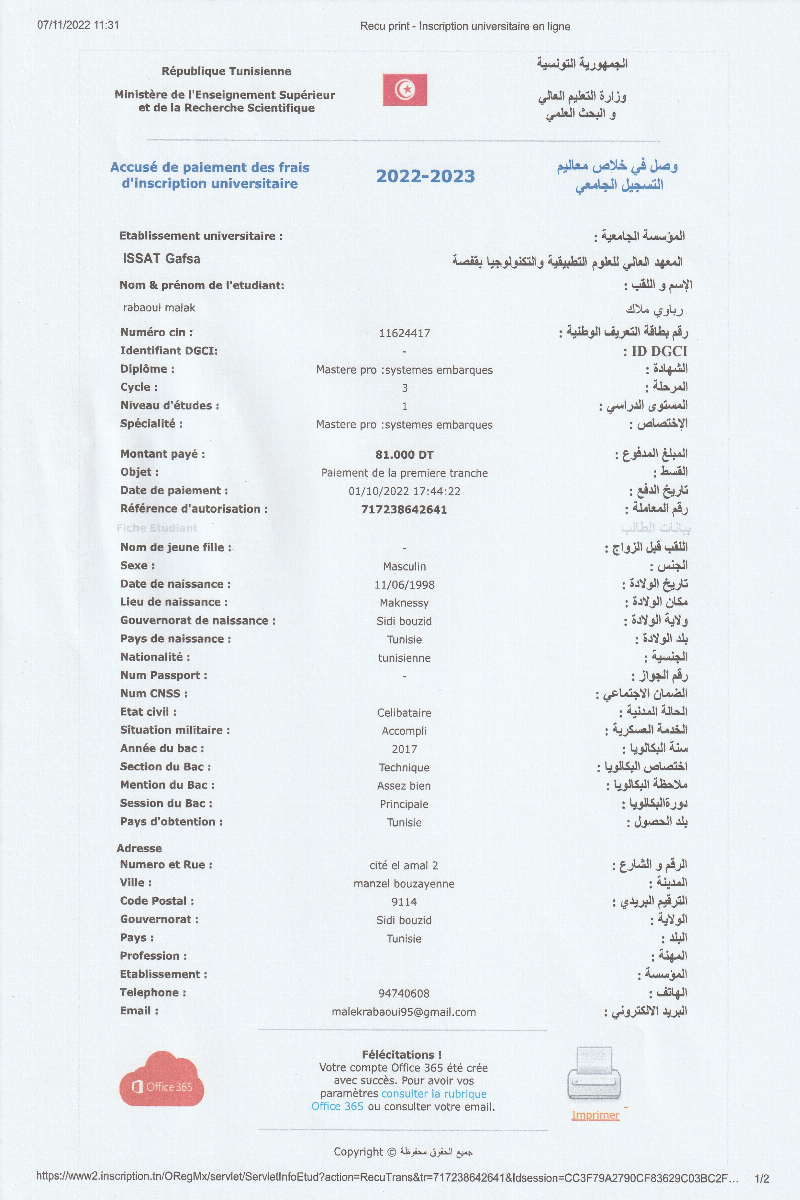 07/11/2022 11:31
Recu print - Inscription universitaire en ligne
République Tunisienne
الجمهورية التونسية
Ministère de l'Enseignement Supérieur
et de la Recherche Scientifique
وزارة التعليم العالي
و البحث العلمي
Accusé de paiement des frais
d'inscription universitaire
2022-2023
وصل في خلاص معاليم
التسجيل الجامعي
Etablissement universitaire :
المؤسسة الجامعية :
ISSAT Gafsa
المعهد العالي للعلوم التطبيقية والتكنولوجيا بقفصة
Nom & prénom de l'etudiant:
الإسم و اللقب :
rabaoui malak
رباوي ملاك
Numéro cin : 11624417 رقم بطاقة التعريف الوطنية :
Identifiant DGCI: - ID DGCI :
Diplôme : Mastere pro :systemes embarques الشهادة :
Cycle : 3 المرحلة :
Niveau d'études : 1 المستوى الدراسي :
Spécialité : Mastere pro :systemes embarques الإختصاص :
Montant payé : 81.000 DT المبلغ المدفوع :
Objet : Paiement de la premiere tranche القسط :
Date de paiement : 01/10/2022 17:44:22 تاريخ الدفع :
Référence d'autorisation : 717238642641 رقم المعاملة :
Fiche Etudiant بيانات الطالب
Nom de jeune fille : - اللقب قبل الزواج :
Sexe : Masculin الجنس :
Date de naissance : 11/06/1998 تاريخ الولادة :
Lieu de naissance : Maknessy مكان الولادة :
Gouvernorat de naissance : Sidi bouzid ولاية الولادة :
Pays de naissance : Tunisie بلد الولادة :
Nationalité : tunisienne الجنسية :
Num Passport : - رقم الجواز :
Num CNSS : الضمان الاجتماعي :
Etat civil : Celibataire الحالة المدنية :
Situation militaire : Accompli الخدمة العسكرية :
Année du bac : 2017 سنة البكالوريا :
Section du Bac : Technique اختصاص البكالوريا :
Mention du Bac : Assez bien ملاحظة البكالوريا :
Session du Bac : Principale دورةالبكالوريا :
Pays d'obtention : Tunisie بلد الحصول :
Adresse
Numero et Rue : cité el amal 2 الرقم و الشارع :
Ville : manzel bouzayenne المدينة :
Code Postal : 9114 الترقيم البريدي :
Gouvernorat : Sidi bouzid الولاية :
Pays : Tunisie البلد :
Profession : المهنة :
Etablissement : المؤسسة :
Telephone : 94740608 الهاتف :
Email : malekrabaoui95@gmail.com البريد الالكتروني :
Office 365
Félécitations !
Votre compte Office 365 été crée
avec succès. Pour avoir vos
paramètres consulter la rubrique
Office 365 ou consulter votre email.
Imprimer
Copyright © جميع الحقوق محفوظة
https://www2.inscription.tn/ORegMx/servlet/ServletInfoEtud?action=RecuTrans&tr=717238642641&Idsession=CC3F79A2790CF83629C03BC2F...
1/2